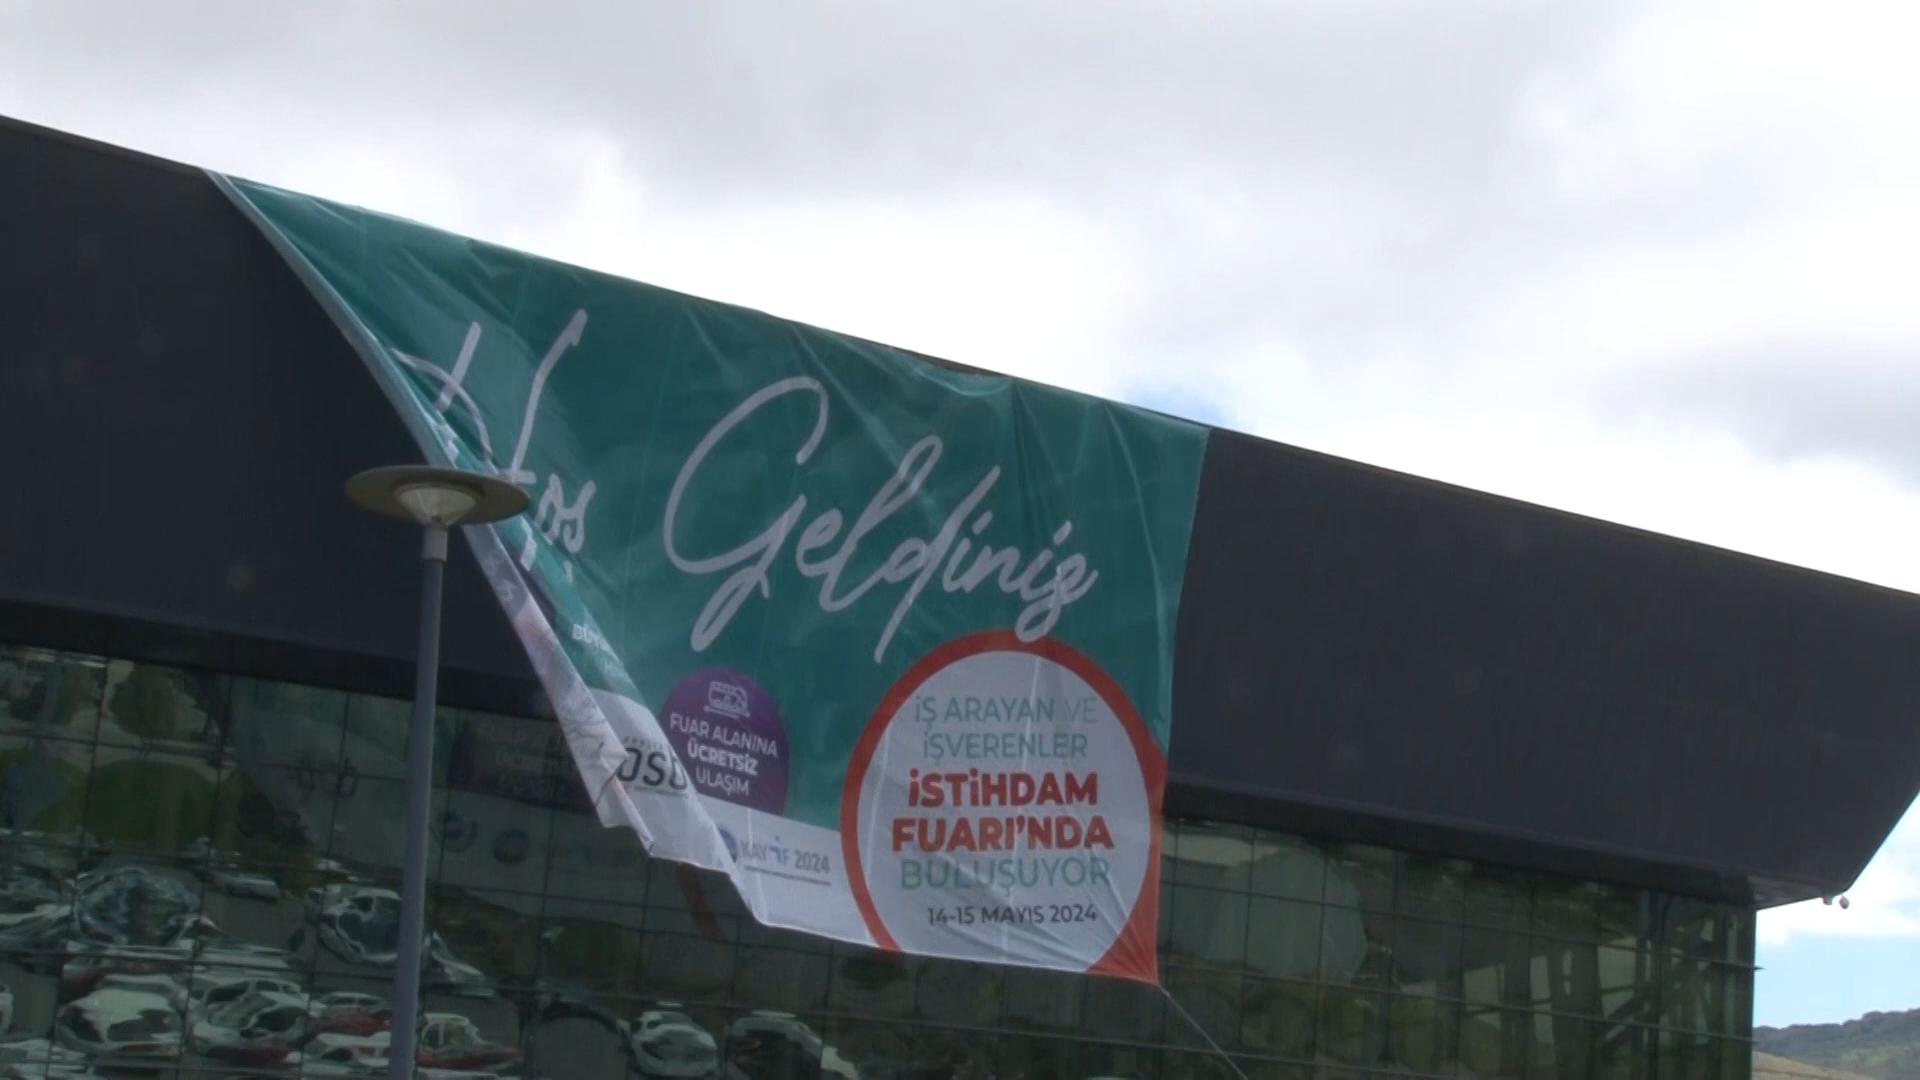 Hoş Geldiniz
FUAR ALANINA
ÜCRETSİZ
ULAŞIM
İŞ ARAYAN VE
İŞVERENLER
İSTİHDAM
FUARI'NDA
BULUŞUYOR
14-15 MAYIS 2024
OSB
2024